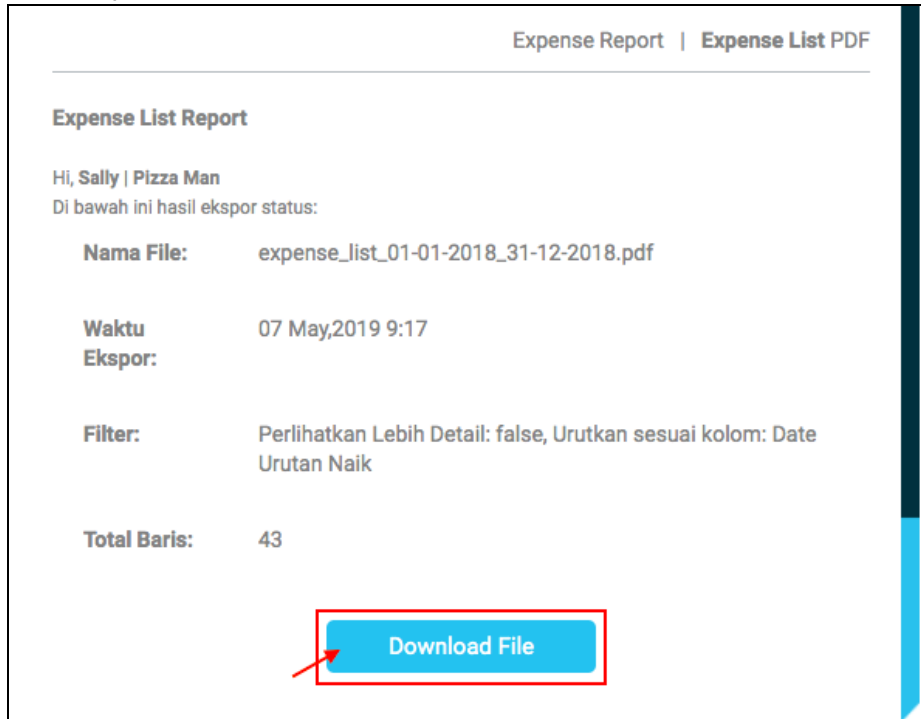 Expense Report | Expense List PDF
Expense List Report
Hi, Sally | Pizza Man
Di bawah ini hasil ekspor status:
Nama File: expense_list_01-01-2018_31-12-2018.pdf
Waktu Ekspor: 07 May,2019 9:17
Filter: Perlihatkan Lebih Detail: false, Urutkan sesuai kolom: Date
Urutan Naik
Total Baris: 43
Download File